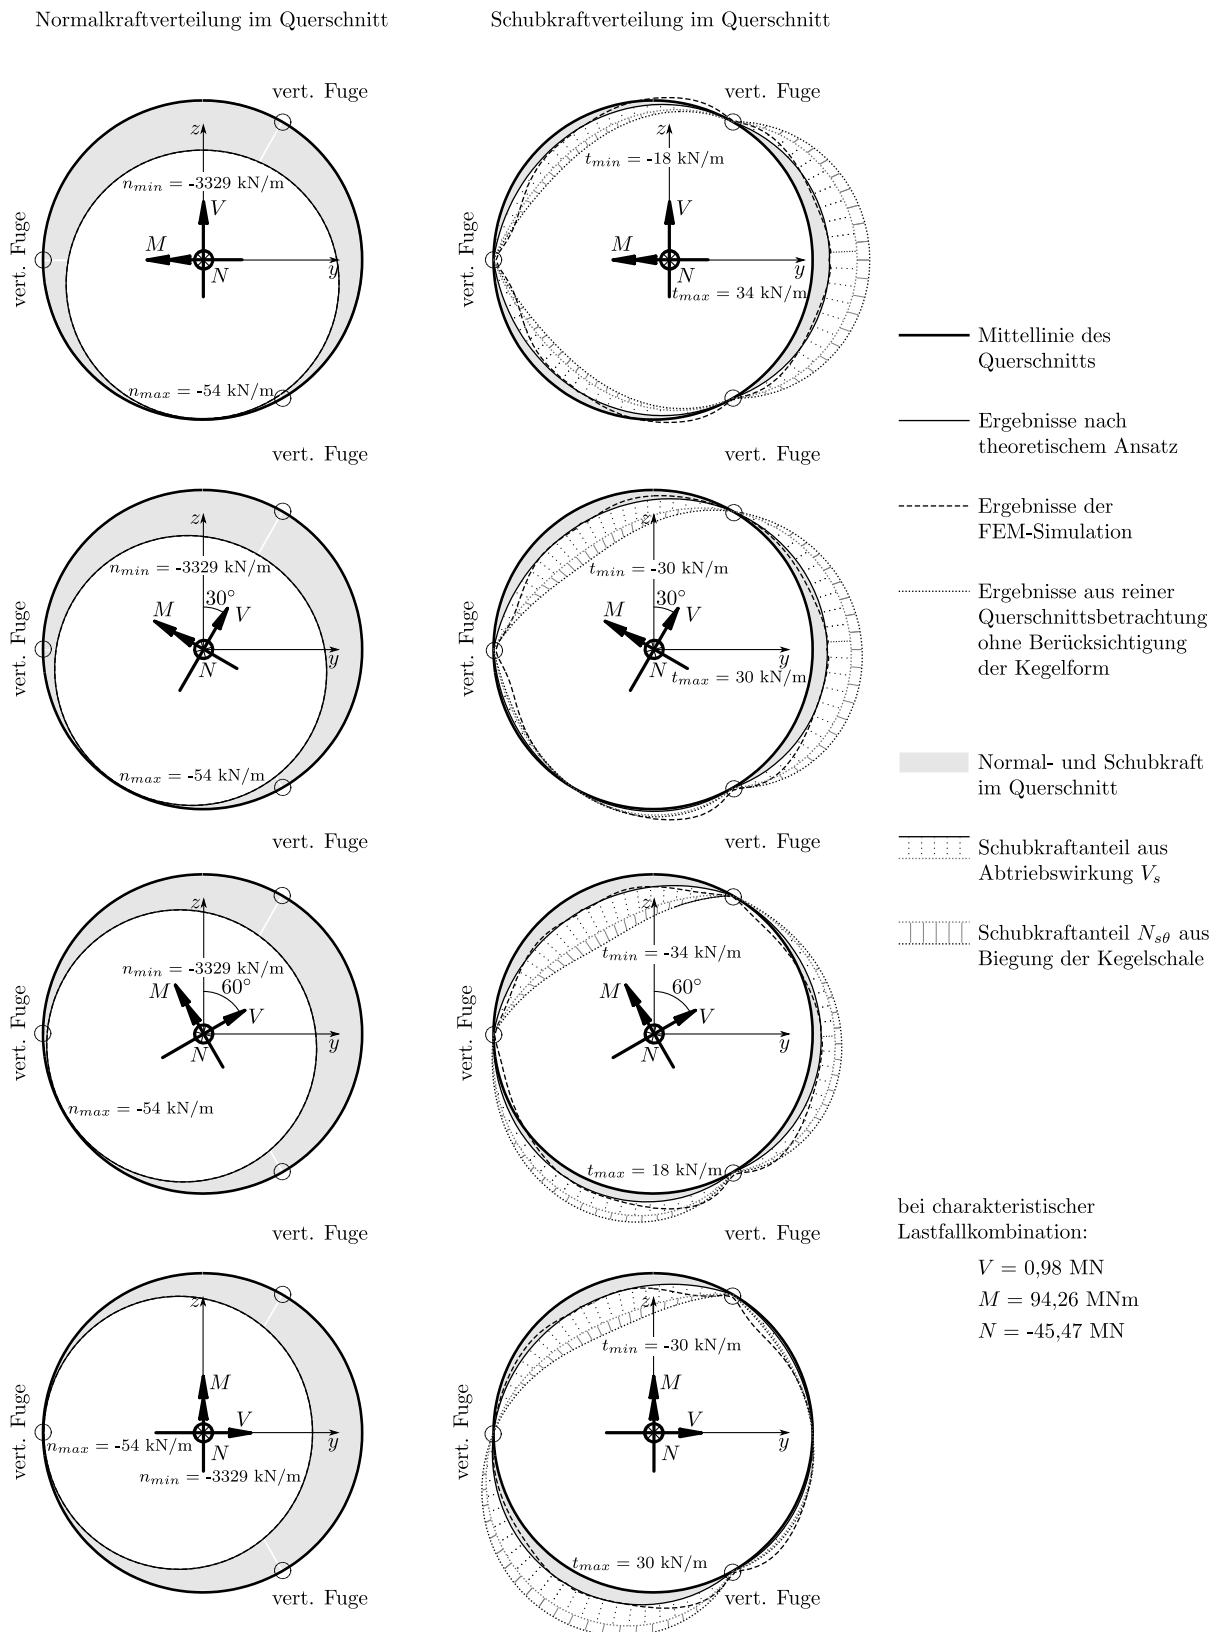 Normalkraftverteilung im Querschnitt
Schubkraftverteilung im Querschnitt
vert. Fuge
z
n_min = -3329 kN/m
V
M
N
y
vert. Fuge
n_max = -54 kN/m
vert. Fuge
vert. Fuge
z
t_min = -18 kN/m
V
M
N
y
t_max = 34 kN/m
vert. Fuge
vert. Fuge
z
n_min = -3329 kN/m
30°
M
V
N
y
vert. Fuge
n_max = -54 kN/m
vert. Fuge
z
t_min = -30 kN/m
30°
M
V
N
y
t_max = 30 kN/m
vert. Fuge
vert. Fuge
z
n_min = -3329 kN/m
60°
M
V
N
y
vert. Fuge
n_max = -54 kN/m
vert. Fuge
z
t_min = -34 kN/m
60°
M
V
N
y
vert. Fuge
t_max = 18 kN/m
vert. Fuge
z
M
V
N
y
vert. Fuge
n_max = -54 kN/m
n_min = -3329 kN/m
vert. Fuge
z
t_min = -30 kN/m
M
V
N
y
vert. Fuge
t_max = 30 kN/m
vert. Fuge
Mittellinie des
Querschnitts
Ergebnisse nach
theoretischem Ansatz
Ergebnisse der
FEM-Simulation
Ergebnisse aus reiner
Querschnittsbetrachtung
ohne Berücksichtigung
der Kegelform
Normal- und Schubkraft
im Querschnitt
Schubkraftanteil aus
Abtriebswirkung V_s
Schubkraftanteil N_sθ aus
Biegung der Kegelschale
bei charakteristischer
Lastfallkombination:
V = 0,98 MN
M = 94,26 MNm
N = -45,47 MN